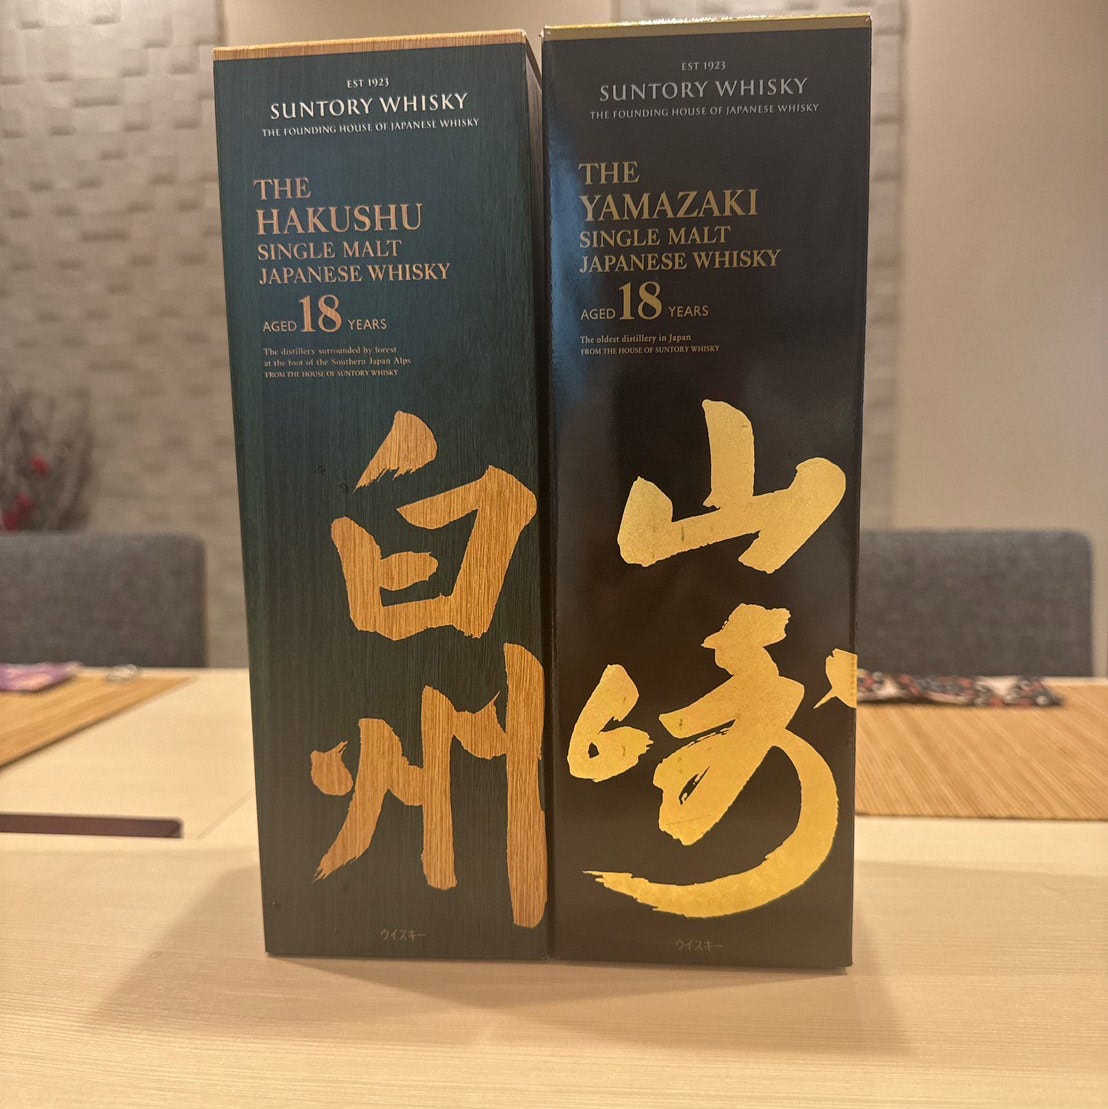 EST 1923
SUNTORY WHISKY
THE FOUNDING HOUSE OF JAPANESE WHISKY
THE
HAKUSHU
SINGLE MALT
JAPANESE WHISKY
AGED 18 YEARS
The distillery surrounded by forest
at the foot of the Southern Japan Alps
FROM THE HOUSE OF SUNTORY WHISKY
白
州
ウイスキー
EST 1923
SUNTORY WHISKY
THE FOUNDING HOUSE OF JAPANESE WHISKY
THE
YAMAZAKI
SINGLE MALT
JAPANESE WHISKY
AGED 18 YEARS
The oldest distillery in Japan
FROM THE HOUSE OF SUNTORY WHISKY
山
崎
ウイスキー